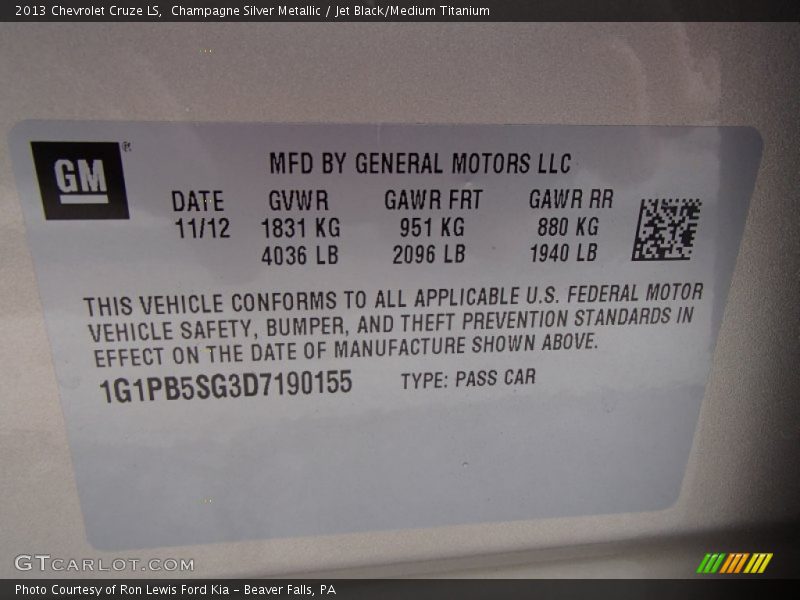 2013 Chevrolet Cruze LS, Champagne Silver Metallic / Jet Black/Medium Titanium
GM®
MFD BY GENERAL MOTORS LLC
DATE GVWR GAWR FRT GAWR RR
11/12 1831 KG 951 KG 880 KG
4036 LB 2096 LB 1940 LB
THIS VEHICLE CONFORMS TO ALL APPLICABLE U.S. FEDERAL MOTOR
VEHICLE SAFETY, BUMPER, AND THEFT PREVENTION STANDARDS IN
EFFECT ON THE DATE OF MANUFACTURE SHOWN ABOVE.
1G1PB5SG3D7190155 TYPE: PASS CAR
GTCARLOT.COM
Photo Courtesy of Ron Lewis Ford Kia - Beaver Falls, PA